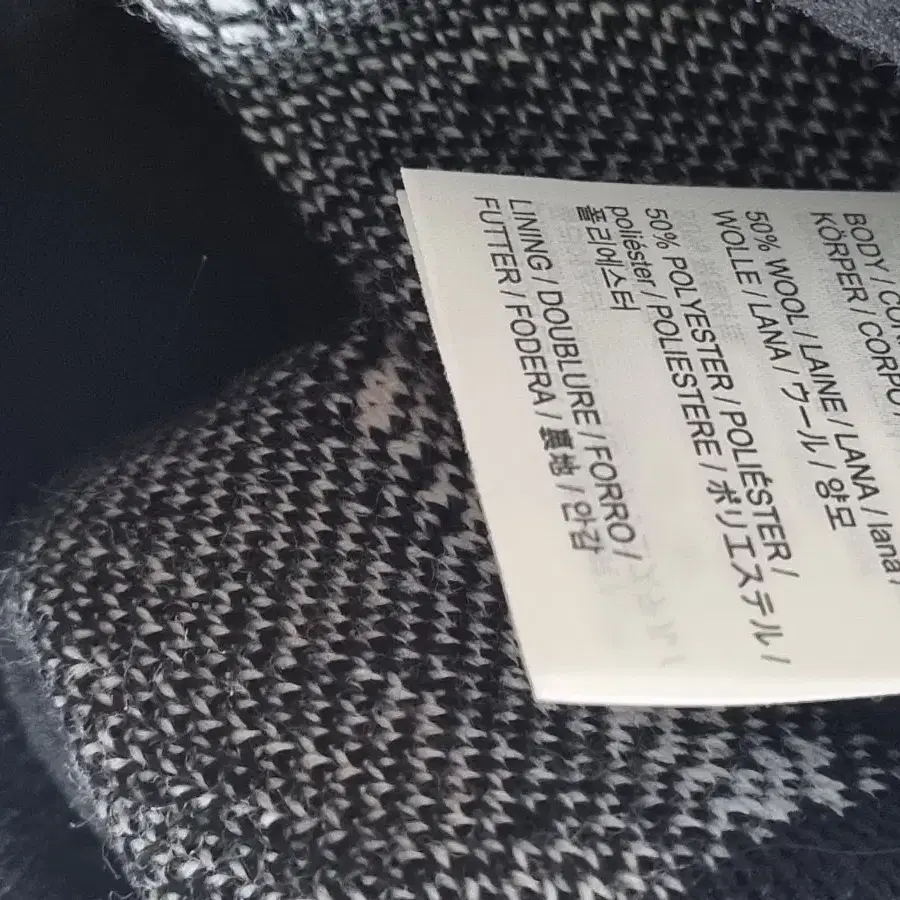 BODY / CO
KÖRPER / CORPO
50% WOOL / LAINE / LANA / lana /
WOLLE / LANA / ウール / 양모
50% POLYESTER / POLIÉSTER /
poliéster / POLIESTERE / ポリエステル /
폴리에스터
LINING / DOUBLURE / FORRO /
FUTTER / FODERA / 裏地 / 안감